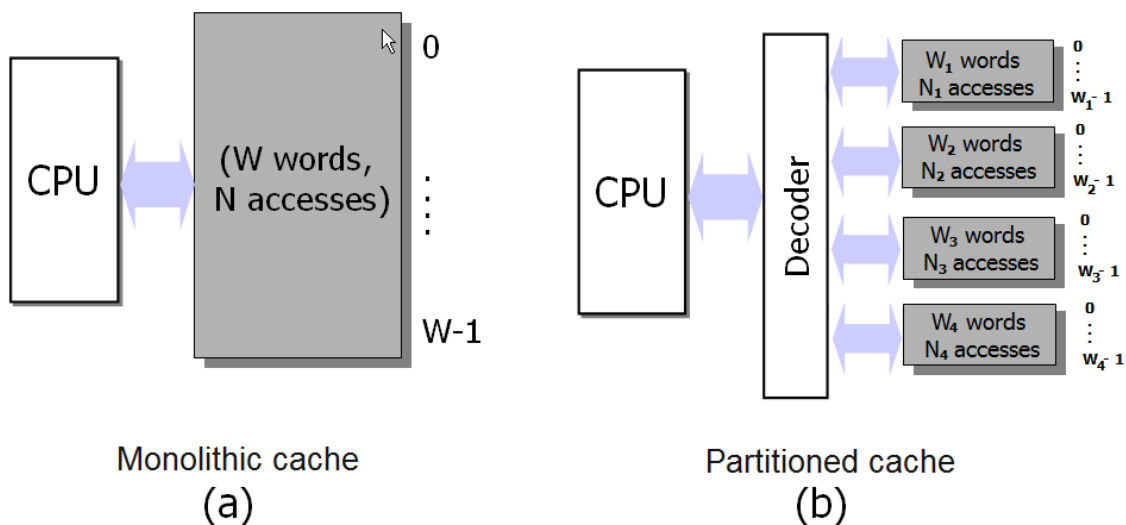 CPU
(W words,
N accesses)
0
⋮
W-1
Monolithic cache
(a)
CPU
Decoder
W₁ words
N₁ accesses
0
⋮
W₁- 1
W₂ words
N₂ accesses
0
⋮
W₂- 1
W₃ words
N₃ accesses
0
⋮
W₃- 1
W₄ words
N₄ accesses
0
⋮
W₄- 1
Partitioned cache
(b)